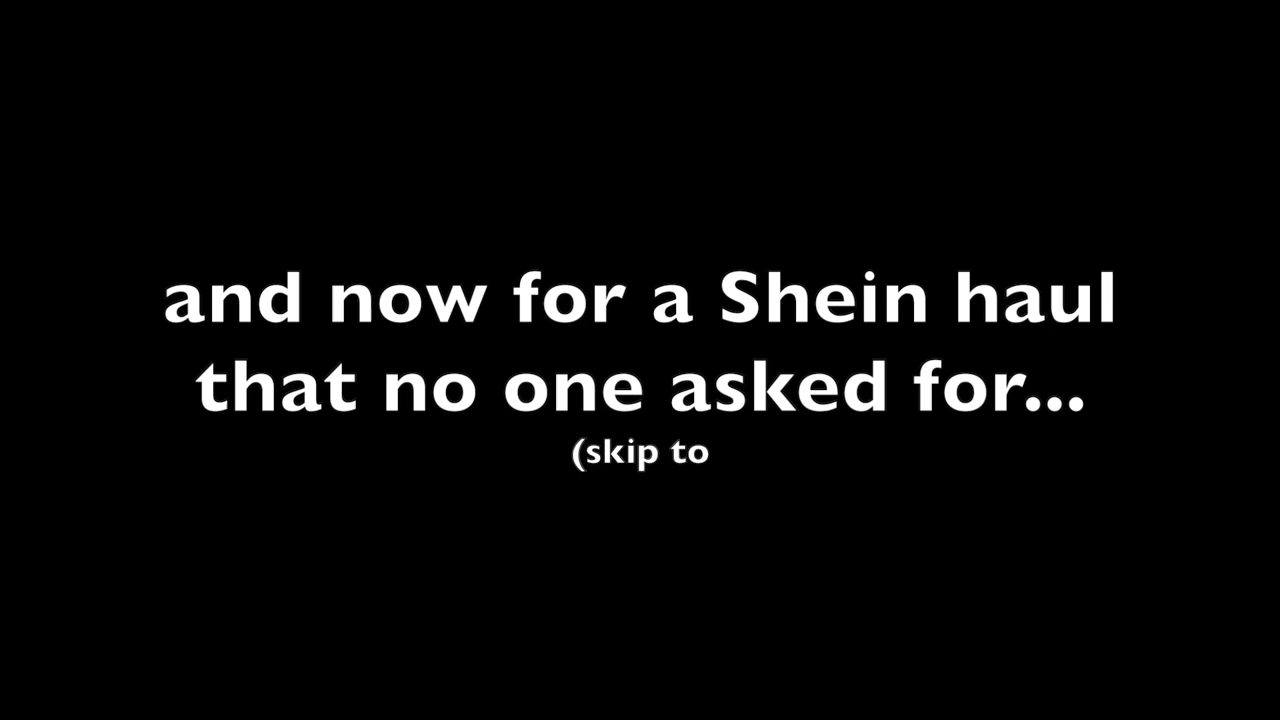 and now for a Shein haul
that no one asked for...
(skip to